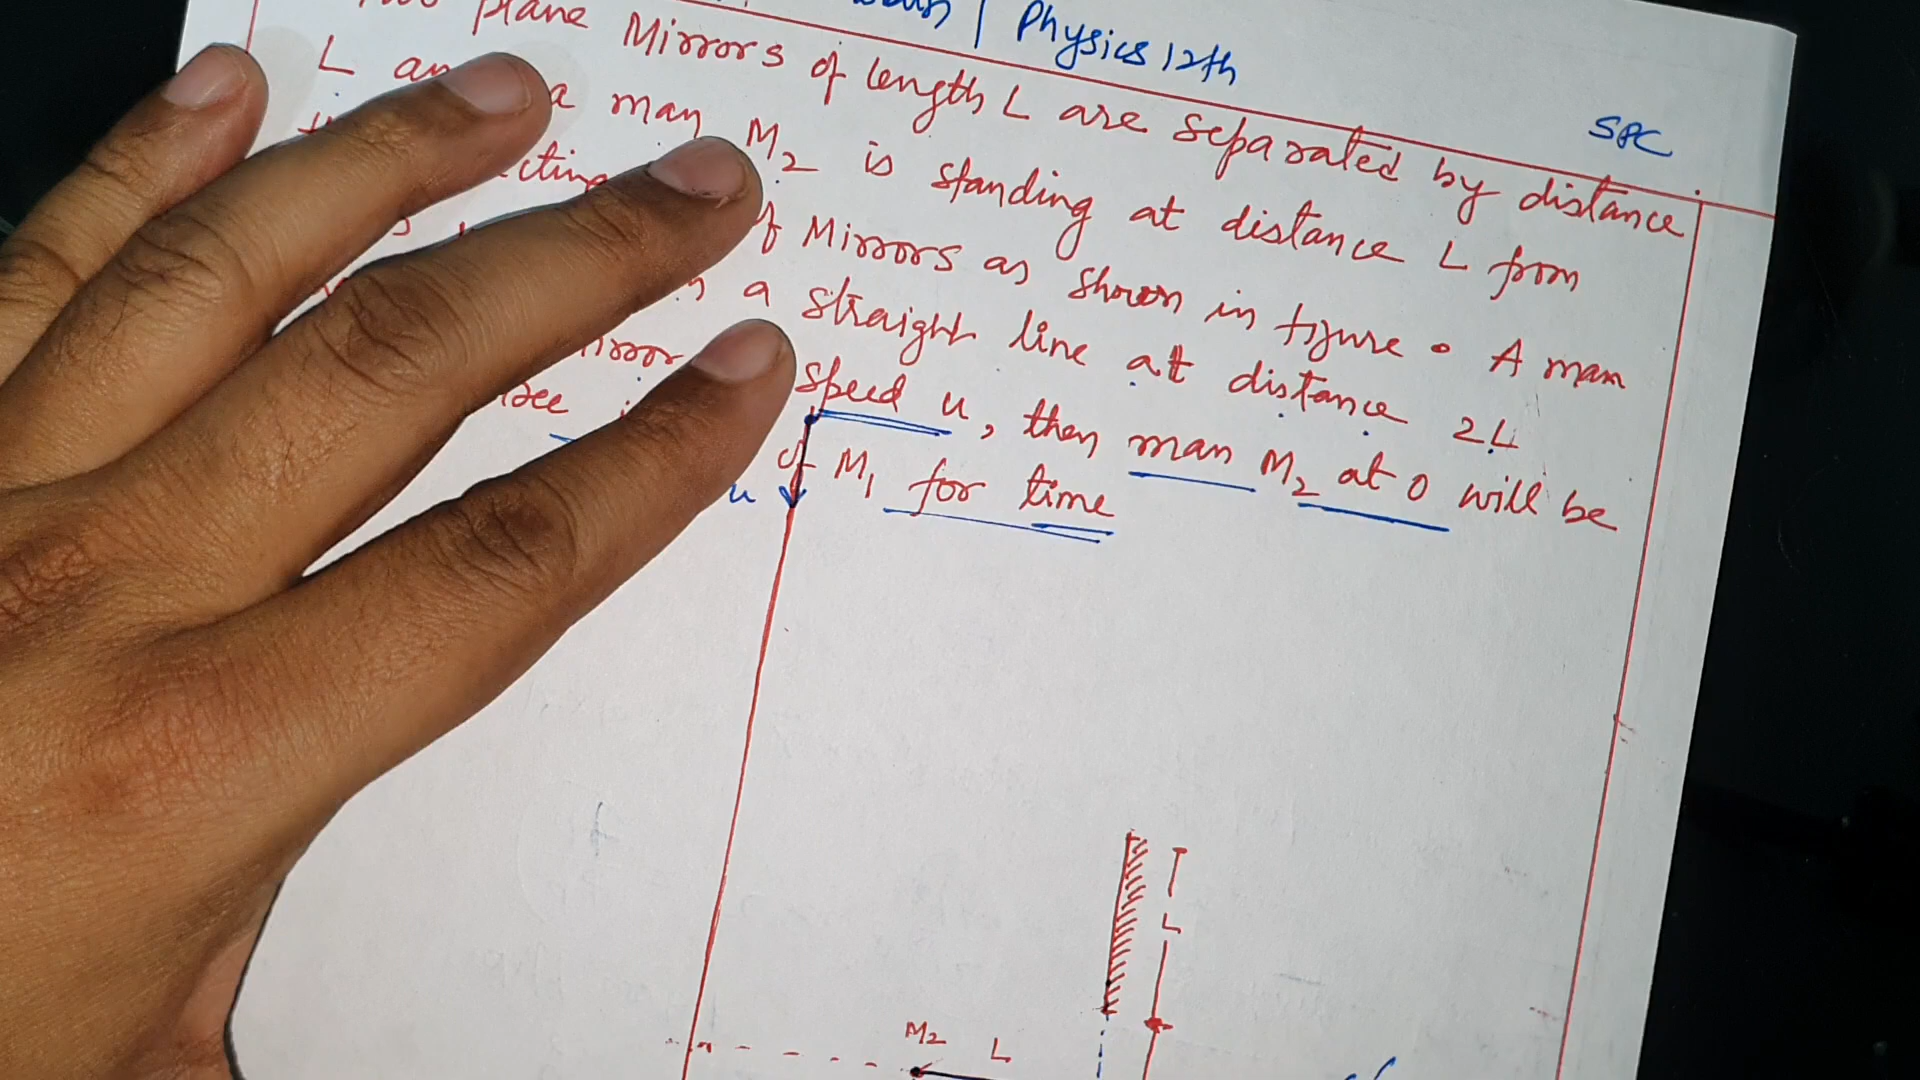 Physics 12th
SPC
plane Mirrors of length L are separated by distance
L a man M2 is standing at distance L from
of Mirrors as shown in figure. A man
a straight line at distance 2L
speed u, then man M2 at O will be
see of M1 for time
u
L
M2 L